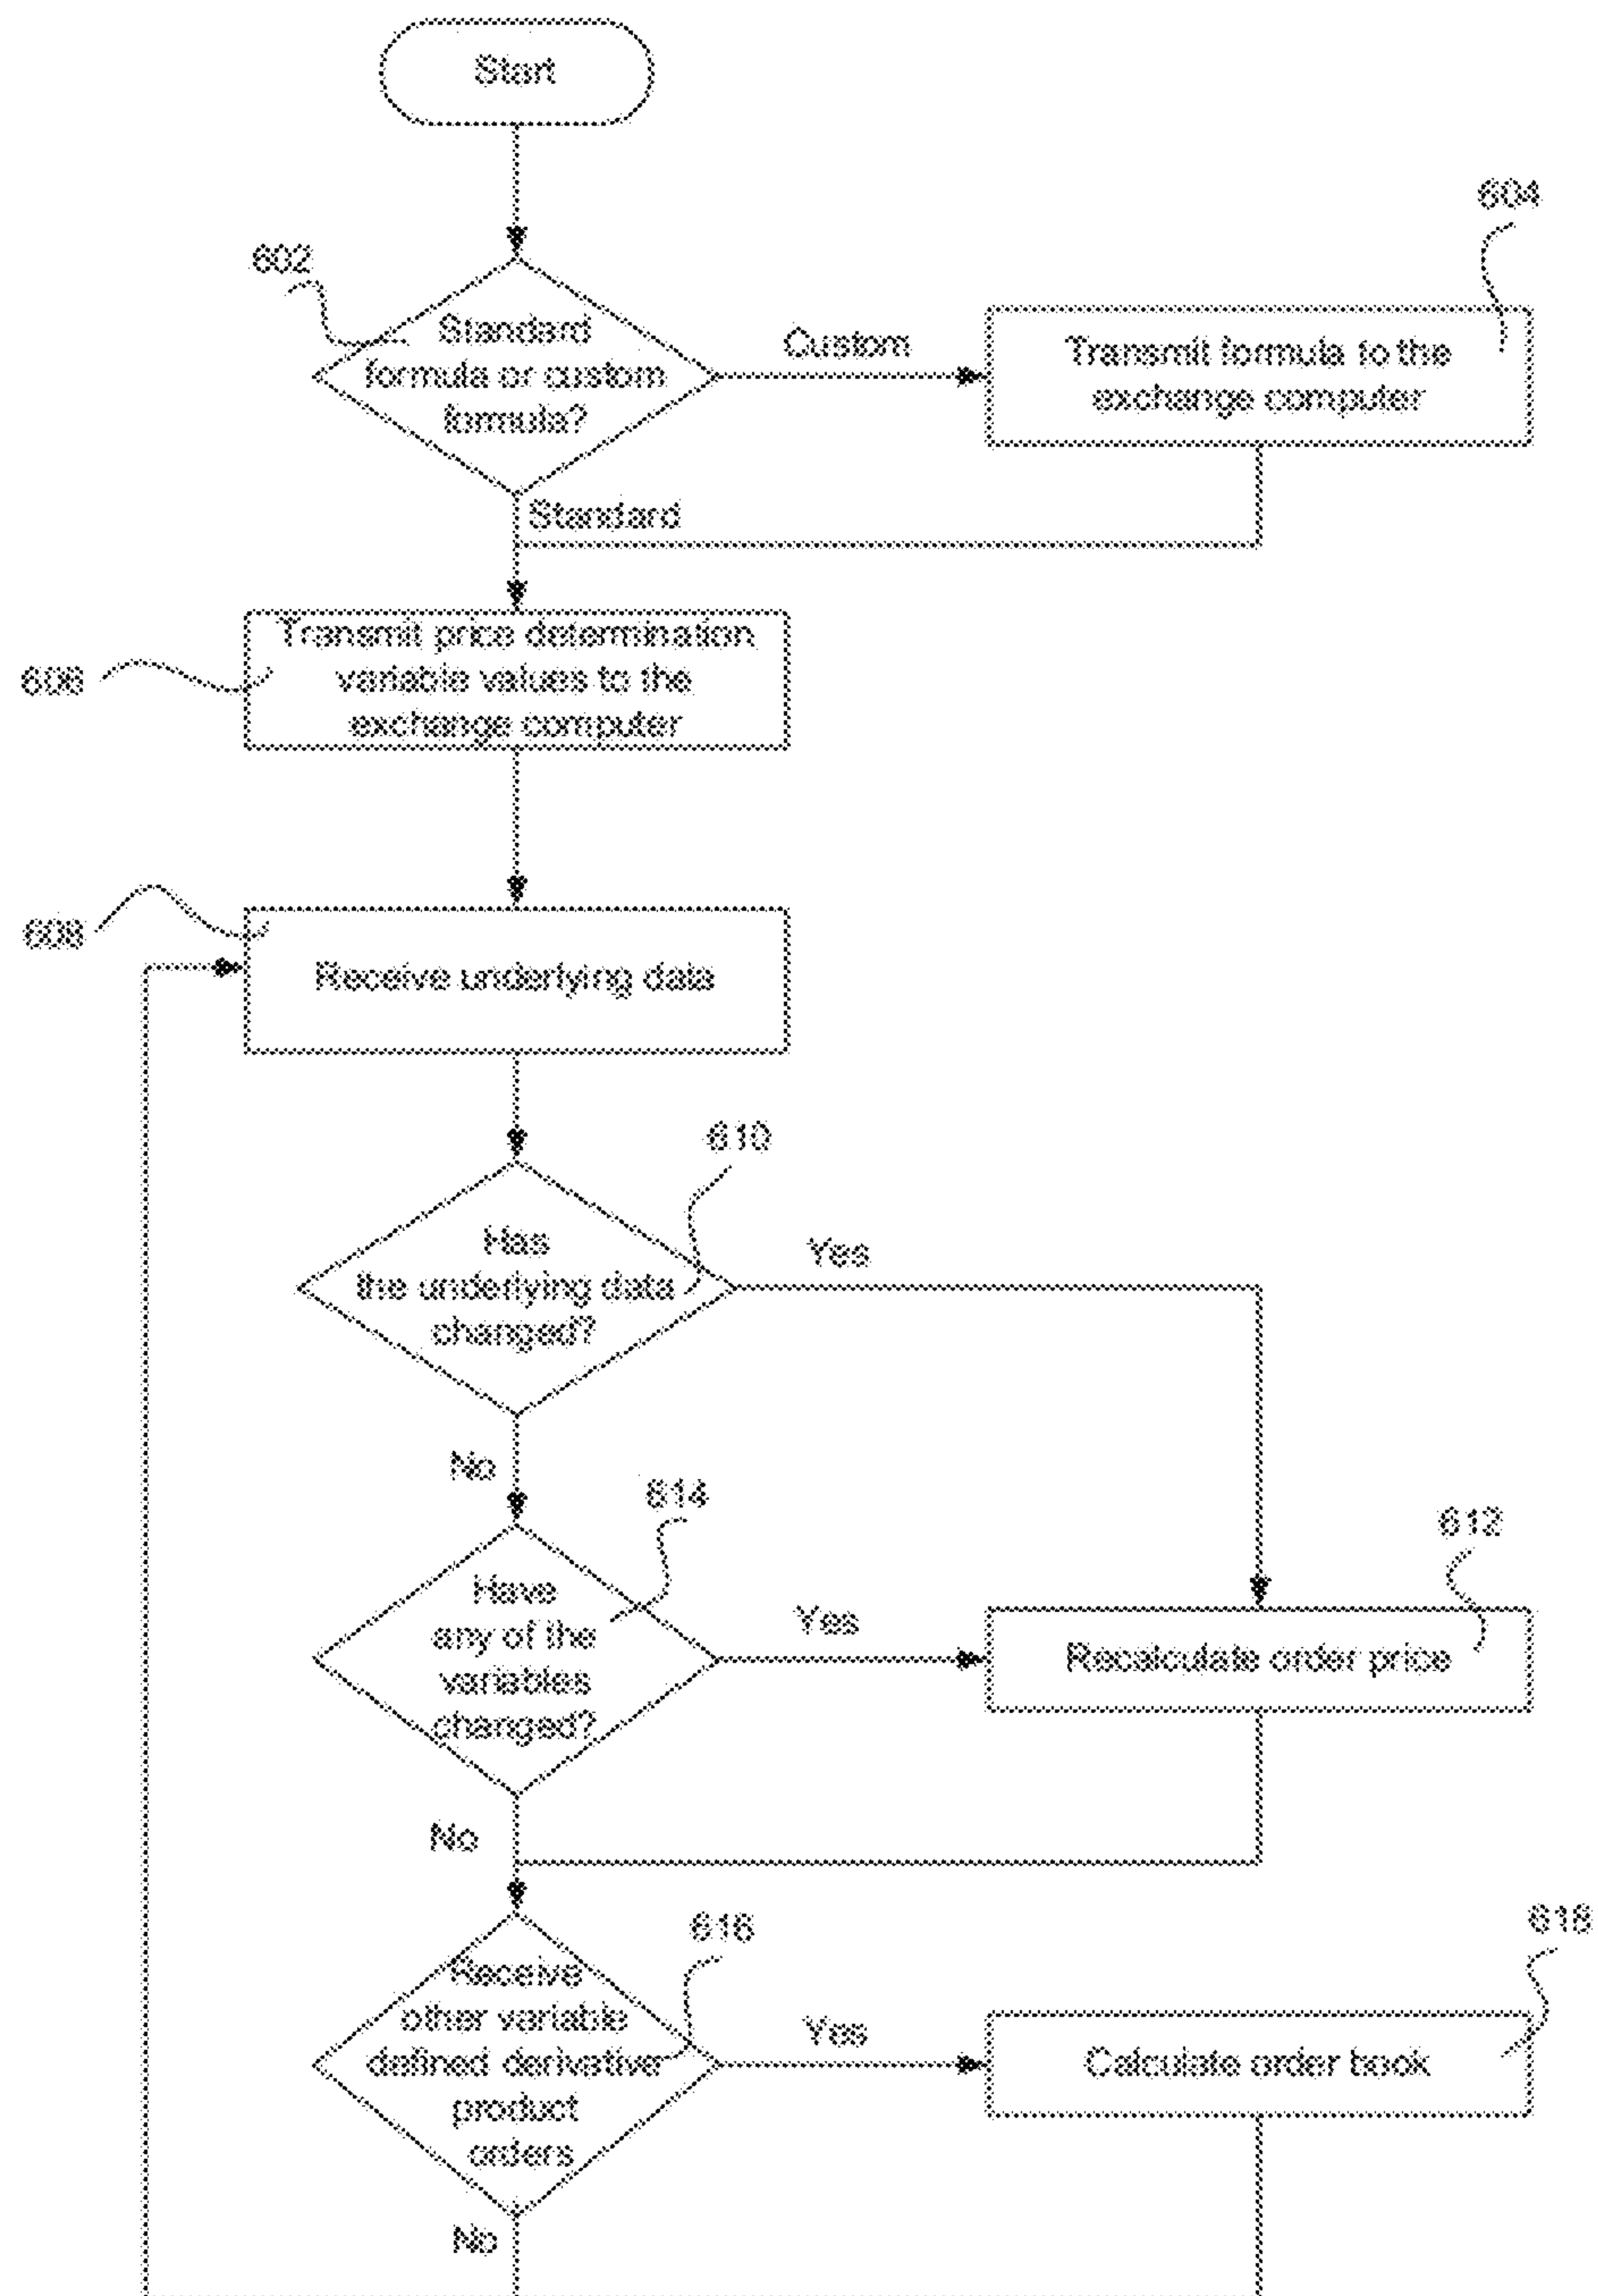 Start
604
602
Standard
formula or custom
formula?
Custom
Transmit formula to the
exchange computer
Standard
Transmit price determination
variable values to the
exchange computer
606
608
Receive underlying data
610
Has
the underlying data
changed?
Yes
No
614
612
Have
any of the
variables
changed?
Yes
Recalculate order price
No
616
618
Receive
other variable
defined derivative
product
orders
Yes
Calculate order book
No